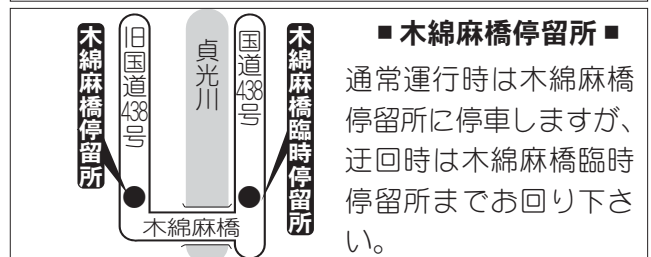 木綿麻橋停留所
旧国道438号
貞光川
国道438号
木綿麻橋臨時停留所
木綿麻橋
■木綿麻橋停留所■
通常運行時は木綿麻橋
停留所に停車しますが、
迂回時は木綿麻橋臨時
停留所までお回り下さ
い。